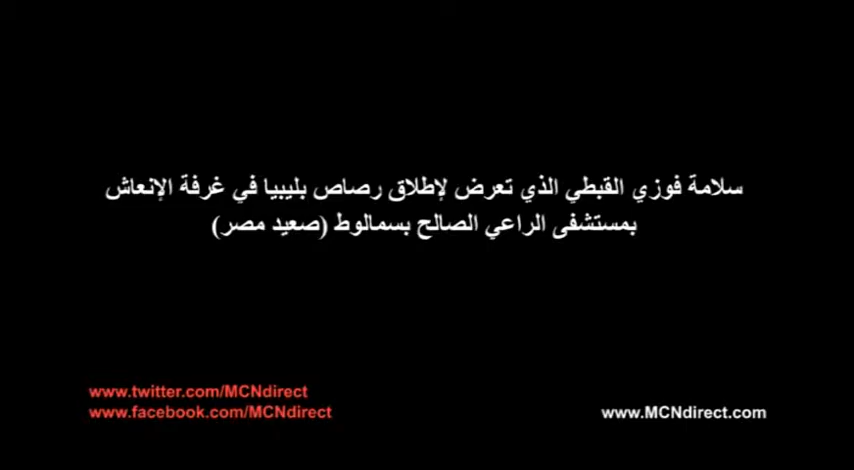 سلامة فوزي القبطي الذي تعرض لإطلاق رصاص بليبيا في غرفة الإنعاش
بمستشفى الراعي الصالح بسمالوط (صعيد مصر)
www.twitter.com/MCNdirect
www.facebook.com/MCNdirect
www.MCNdirect.com